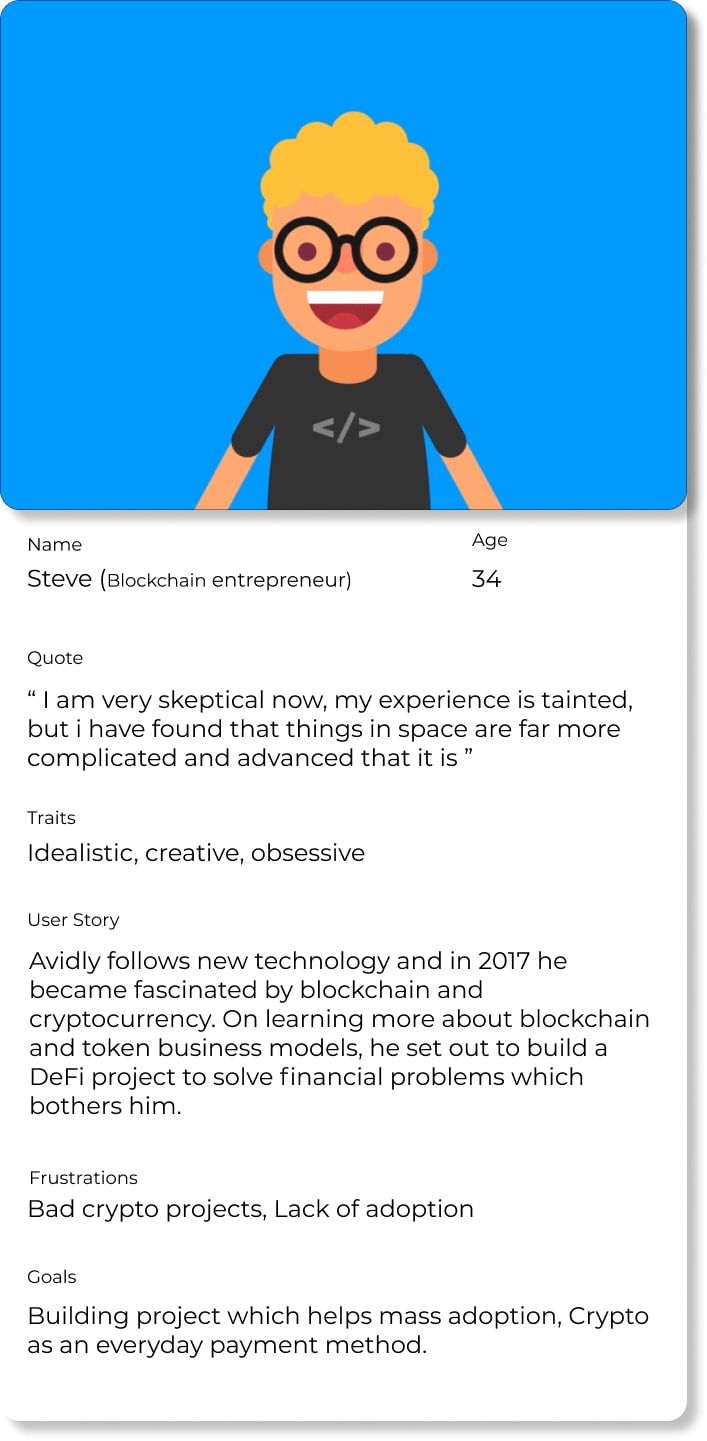 </>
Name
Age
Steve (Blockchain entrepreneur)
34
Quote
“ I am very skeptical now, my experience is tainted,
but i have found that things in space are far more
complicated and advanced that it is ”
Traits
Idealistic, creative, obsessive
User Story
Avidly follows new technology and in 2017 he
became fascinated by blockchain and
cryptocurrency. On learning more about blockchain
and token business models, he set out to build a
DeFi project to solve financial problems which
bothers him.
Frustrations
Bad crypto projects, Lack of adoption
Goals
Building project which helps mass adoption, Crypto
as an everyday payment method.